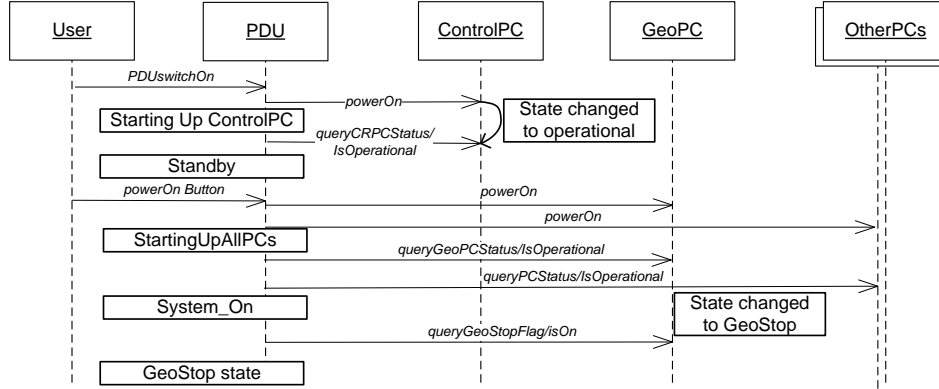 User
PDU
ControlPC
GeoPC
OtherPCs
PDUswitchOn
powerOn
State changed
to operational
Starting Up ControlPC
queryCRPCStatus/
IsOperational
Standby
powerOn Button
powerOn
powerOn
StartingUpAllPCs
queryGeoPCStatus/IsOperational
queryPCStatus/IsOperational
System_On
State changed
to GeoStop
queryGeoStopFlag/isOn
GeoStop state